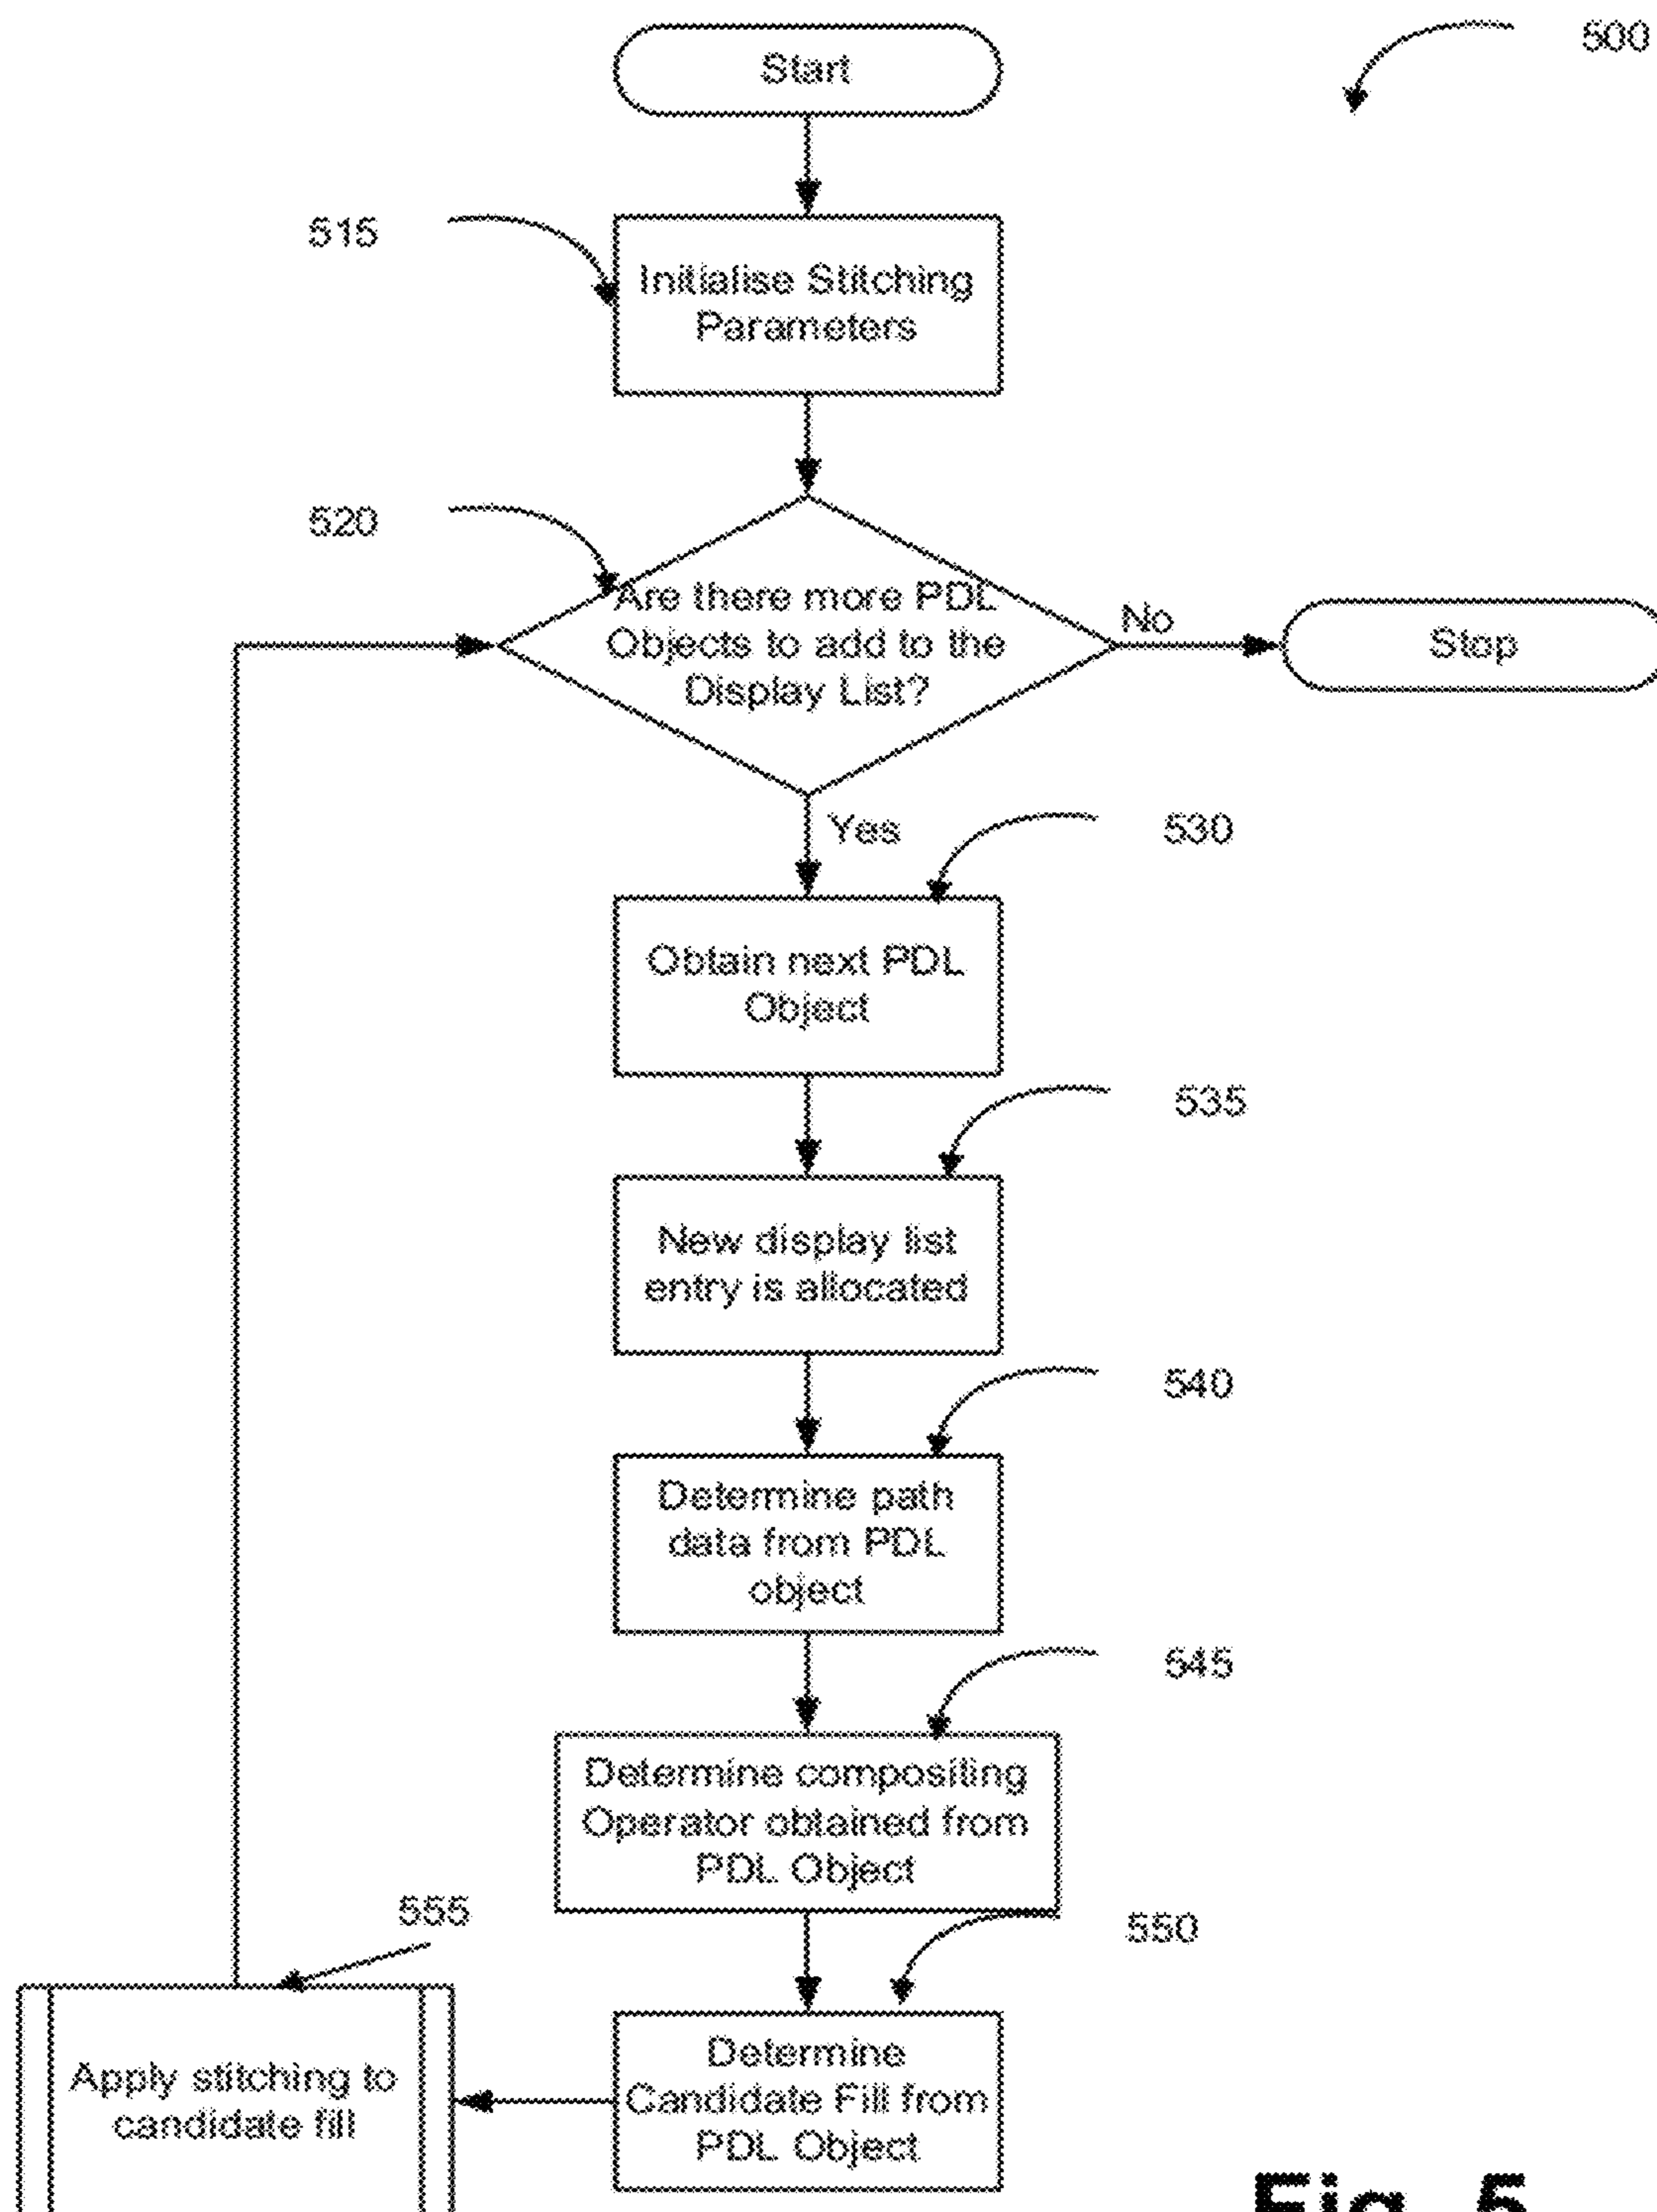 Start
500
515
Initialise Stitching
Parameters
520
Are there more PDL
Objects to add to the
Display List?
No
Stop
Yes
530
Obtain next PDL
Object
535
New display list
entry is allocated
540
Determine path
data from PDL
object
545
Determine compositing
Operator obtained from
PDL Object
555
550
Apply stitching to
candidate fill
Determine
Candidate Fill from
PDL Object
Fig. 5